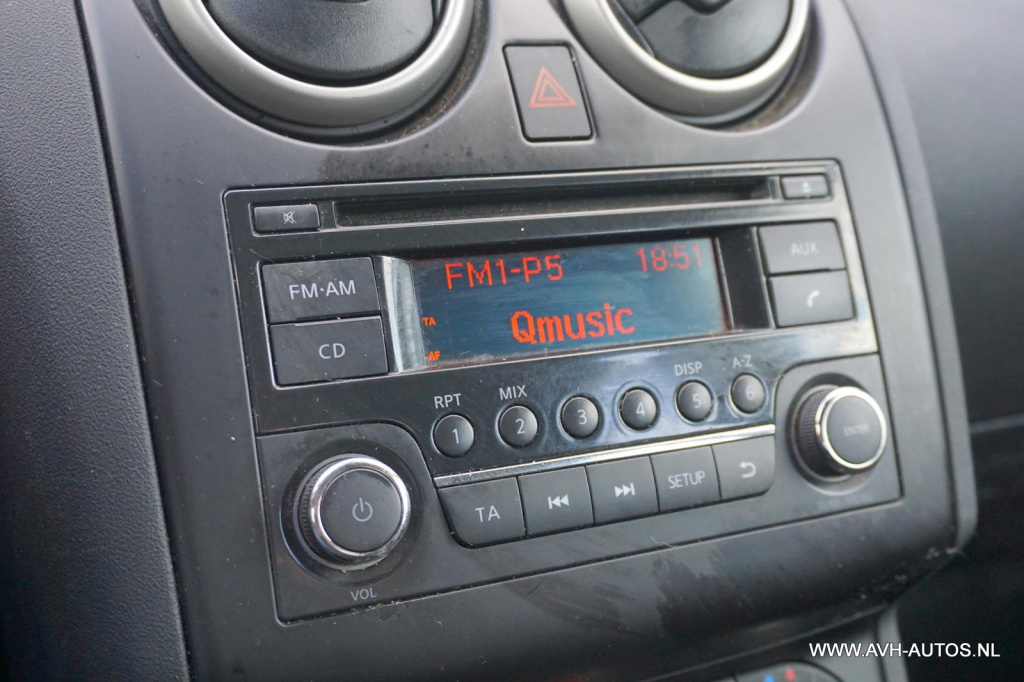 FM·AM
CD
FM1-P5 18:51
TA
Qmusic
AF
AUX
RPT MIX DISP A-Z
1 2 3 4 5 6
TA SETUP
ENTER
VOL
WWW.AVH-AUTOS.NL